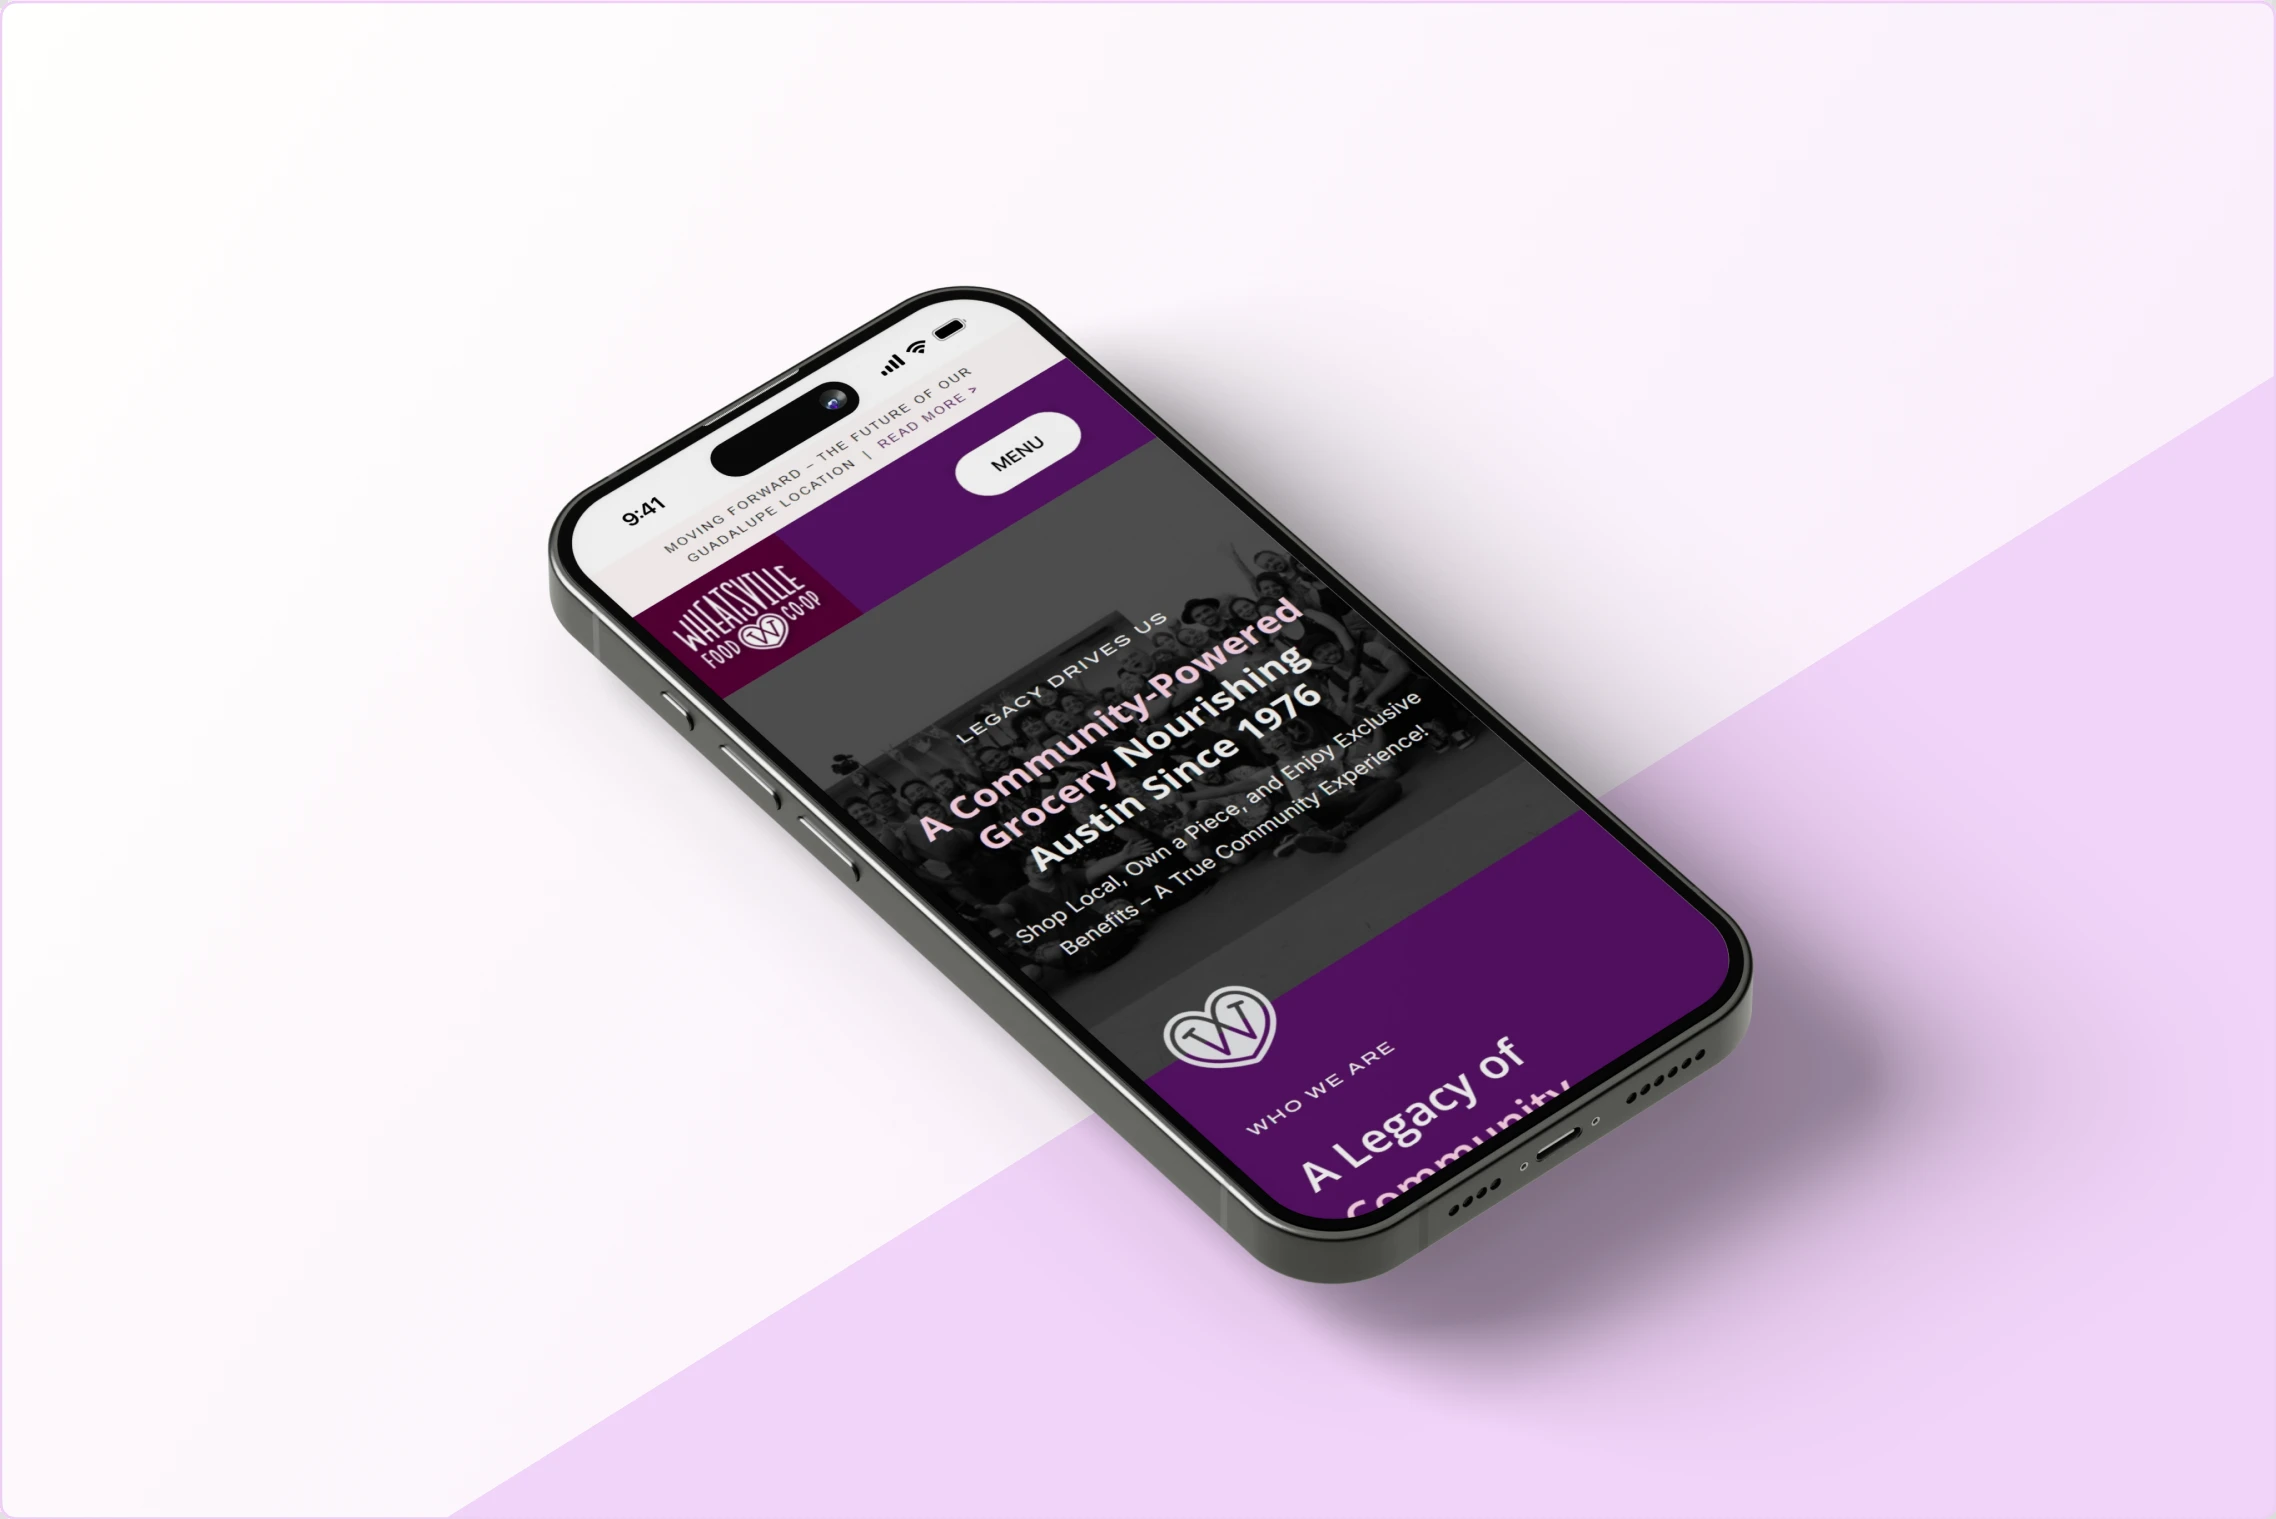 9:41
MOVING FORWARD – THE FUTURE OF OUR
GUADALUPE LOCATION | READ MORE >
WHEATSVILLE
FOOD W CO-OP
MENU
LEGACY DRIVES US
A Community-Powered
Grocery Nourishing
Austin Since 1976
Shop Local, Own a Piece, and Enjoy Exclusive
Benefits – A True Community Experience!
W
WHO WE ARE
A Legacy of
Community